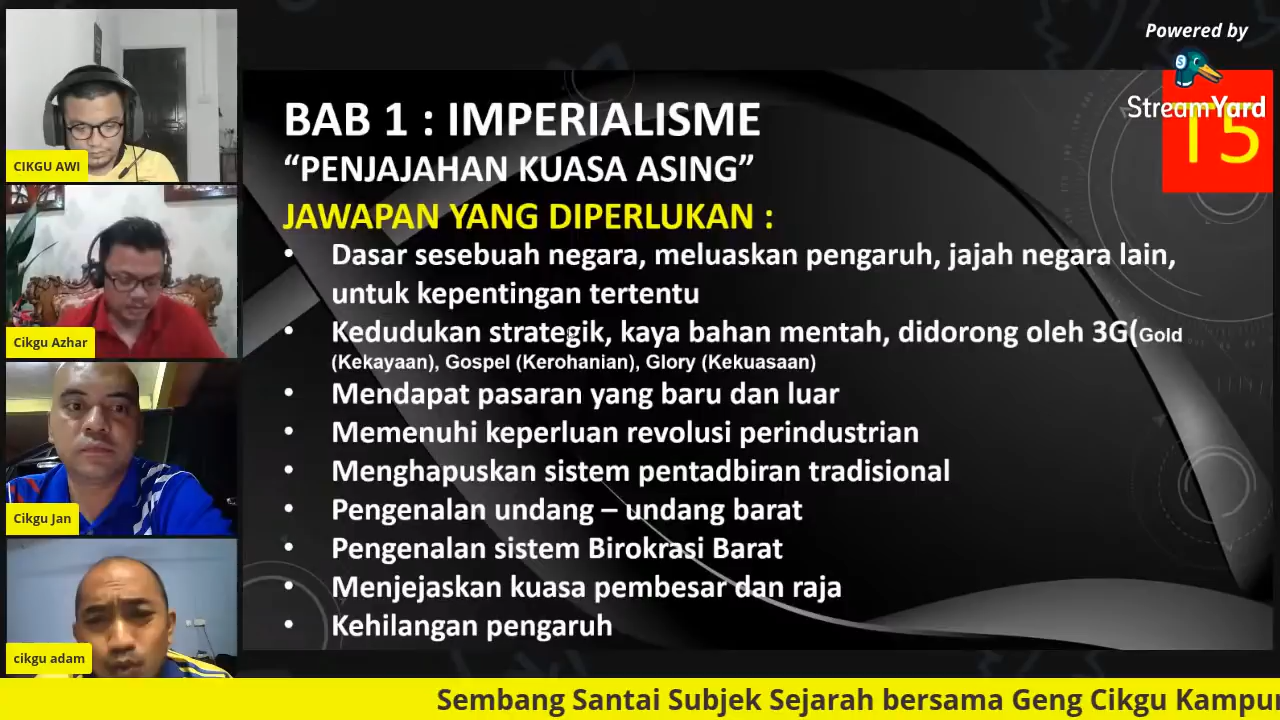 Powered by
StreamYard
T5
CIKGU AWI
Cikgu Azhar
Cikgu Jan
cikgu adam
BAB 1 : IMPERIALISME
“PENJAJAHAN KUASA ASING”
JAWAPAN YANG DIPERLUKAN :
• Dasar sesebuah negara, meluaskan pengaruh, jajah negara lain,
untuk kepentingan tertentu
• Kedudukan strategik, kaya bahan mentah, didorong oleh 3G(Gold
(Kekayaan), Gospel (Kerohanian), Glory (Kekuasaan)
• Mendapat pasaran yang baru dan luar
• Memenuhi keperluan revolusi perindustrian
• Menghapuskan sistem pentadbiran tradisional
• Pengenalan undang – undang barat
• Pengenalan sistem Birokrasi Barat
• Menjejaskan kuasa pembesar dan raja
• Kehilangan pengaruh
Sembang Santai Subjek Sejarah bersama Geng Cikgu Kampu